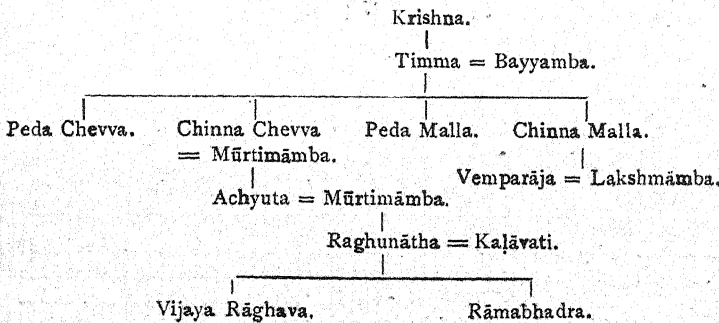 Krishna.
Timma = Bayyamba.
Peda Chevva. Chinna Chevva Peda Malla. Chinna Malla.
= Mūrtimāmba.
Vemparāja = Lakshmāmba.
Achyuta = Mūrtimāmba.
Raghunātha = Kaḷāvati.
Vijaya Rāghava. Rāmabhadra.